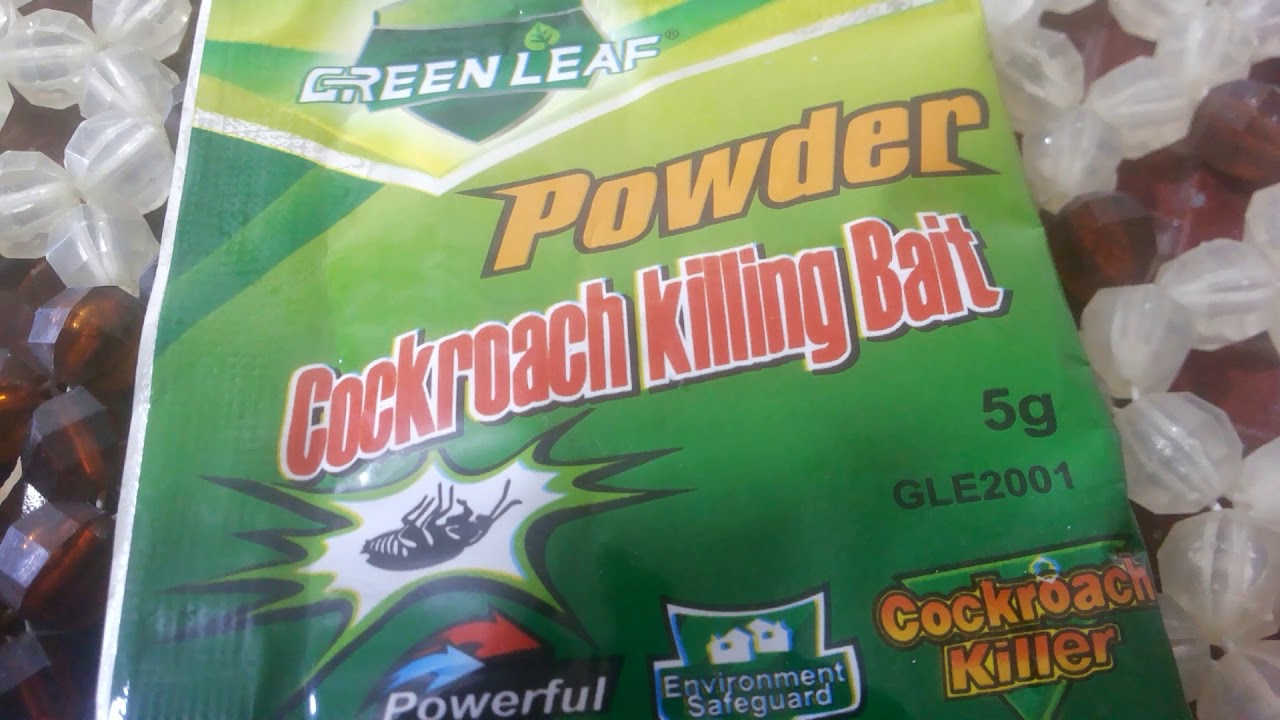 GREEN LEAF®
Powder
Cockroach killing Bait
5g
GLE2001
Powerful
Environment
Safeguard
Cockroach
Killer